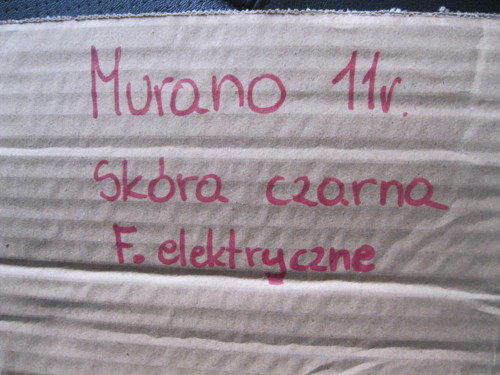 Murano 11r.
Skóra czarna
F. elektryczne